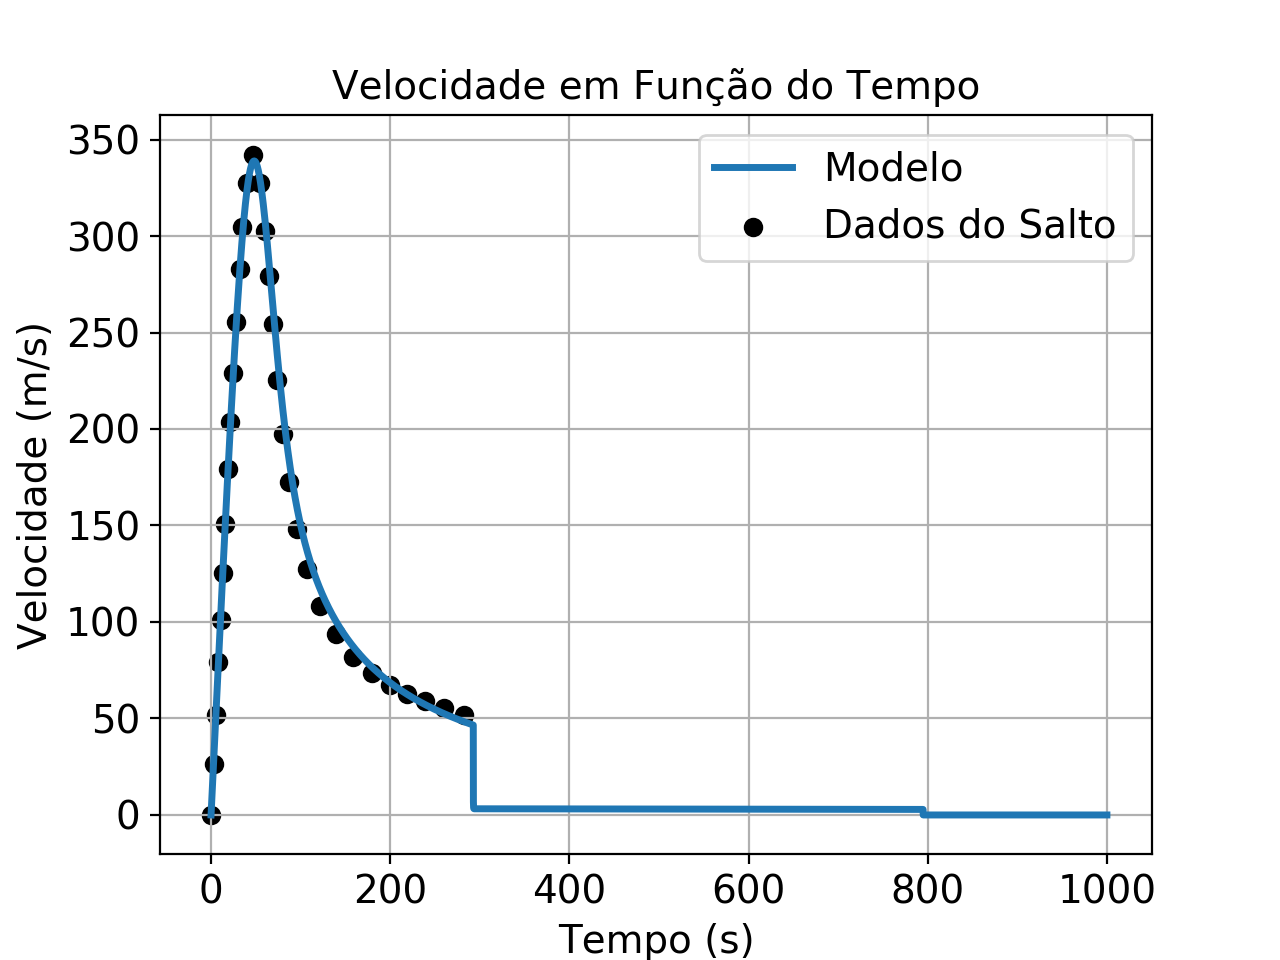 Velocidade em Função do Tempo
Modelo
Dados do Salto
Velocidade (m/s)
350
300
250
200
150
100
50
0
0 200 400 600 800 1000
Tempo (s)